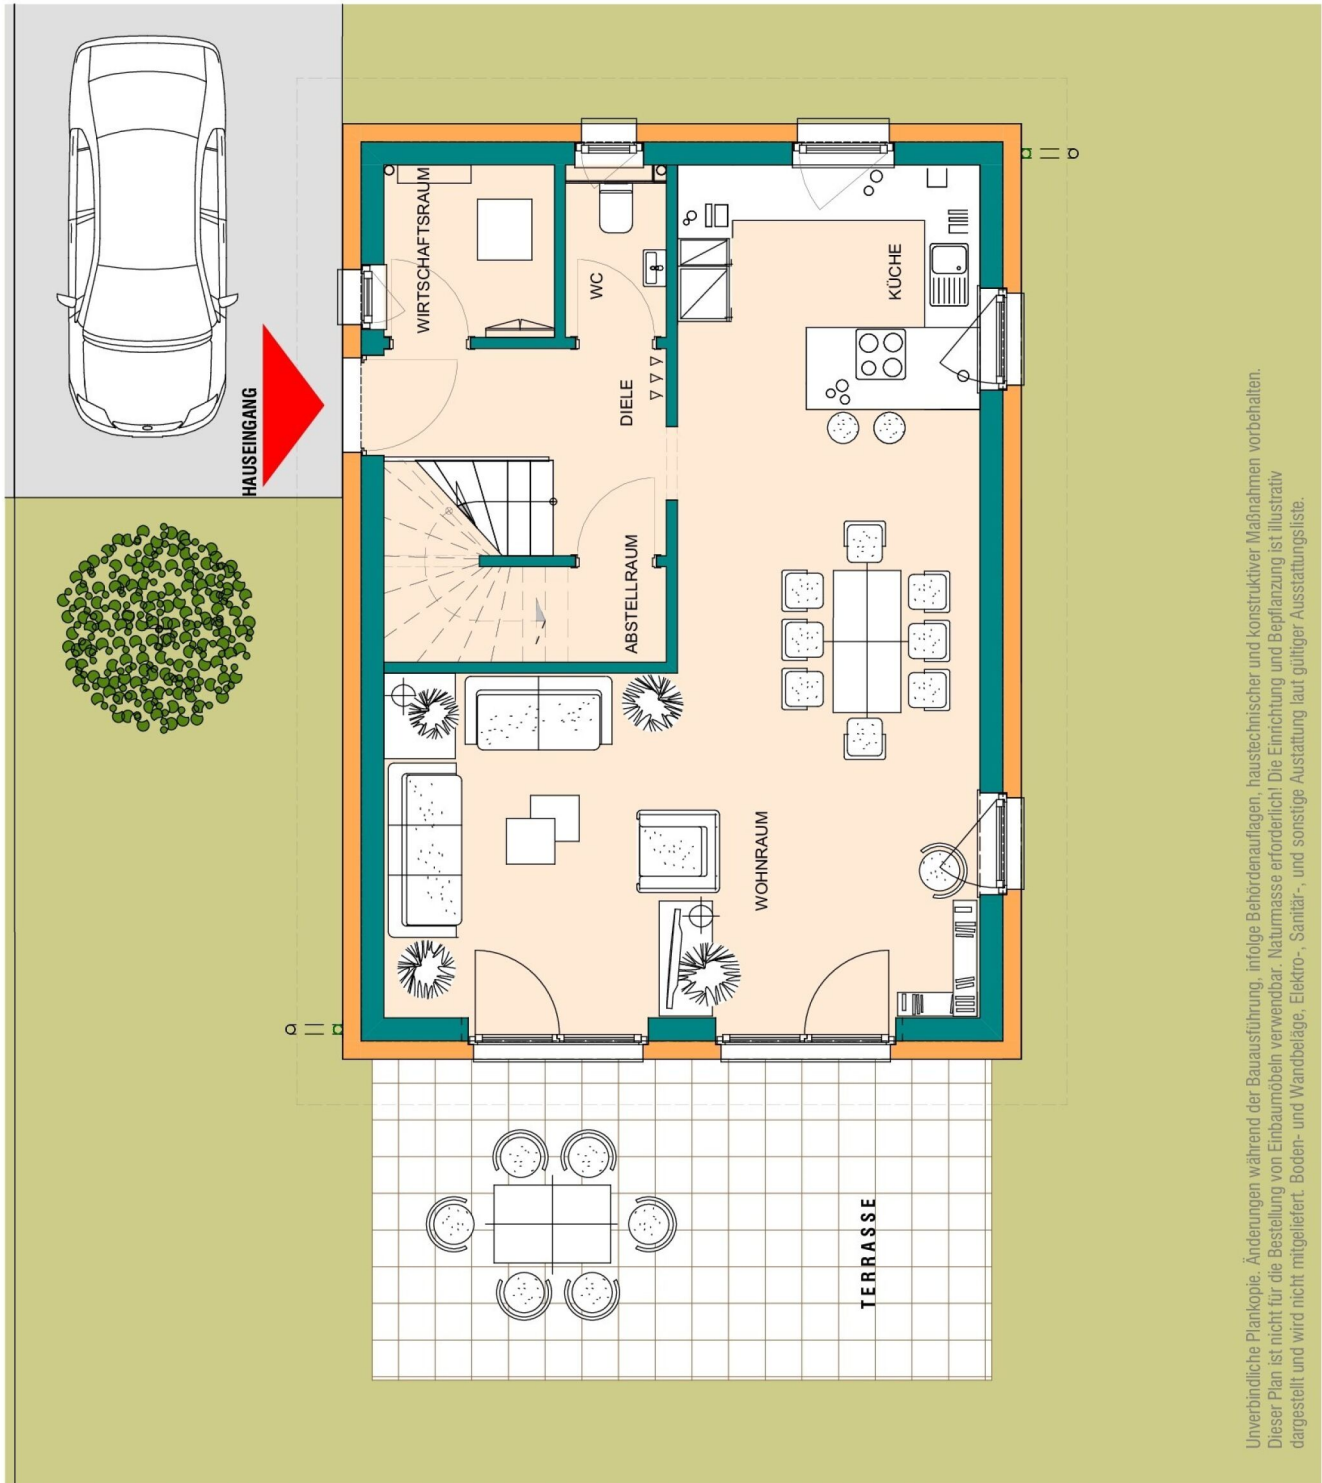 HAUSEINGANG
WIRTSCHAFTSRAUM
WC
KÜCHE
DIELE
ABSTELLRAUM
WOHNRAUM
TERRASSE
Unverbindliche Plankopie. Änderungen während der Bauausführung, infolge Behördenauflagen, haustechnischer und konstruktiver Maßnahmen vorbehalten.
Dieser Plan ist nicht für die Bestellung von Einbaumöbeln verwendbar. Naturmasse erforderlich! Die Einrichtung und Bepflanzung ist illustrativ
dargestellt und wird nicht mitgeliefert. Boden- und Wandbeläge, Elektro-, Sanitär-, und sonstige Austattung laut gültiger Ausstattungsliste.